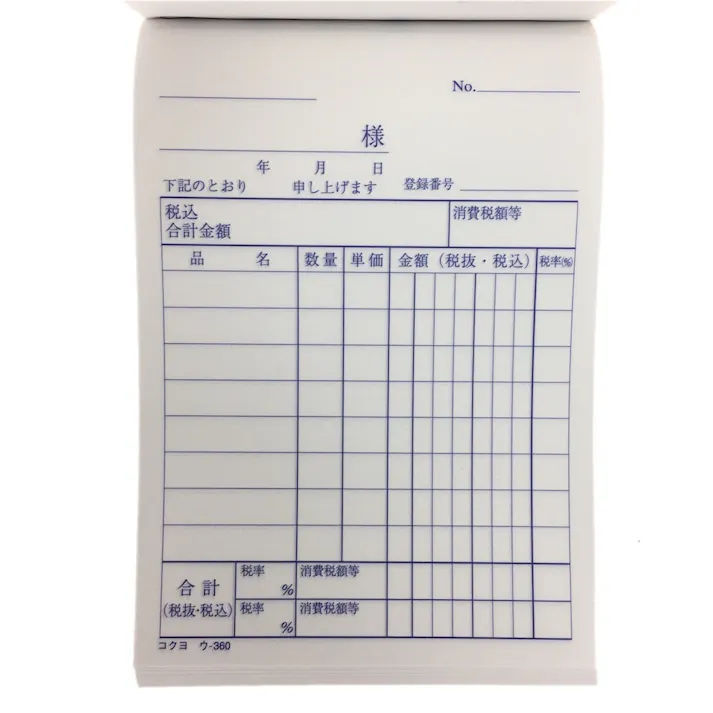 No.
様
年 月 日
下記のとおり 申し上げます 登録番号
税込 消費税額等
合計金額
品 名 数量 単価 金額（税抜・税込） 税率(%)
税率 % 消費税額等
合計
(税抜・税込)
税率 % 消費税額等
コクヨ ウ-360